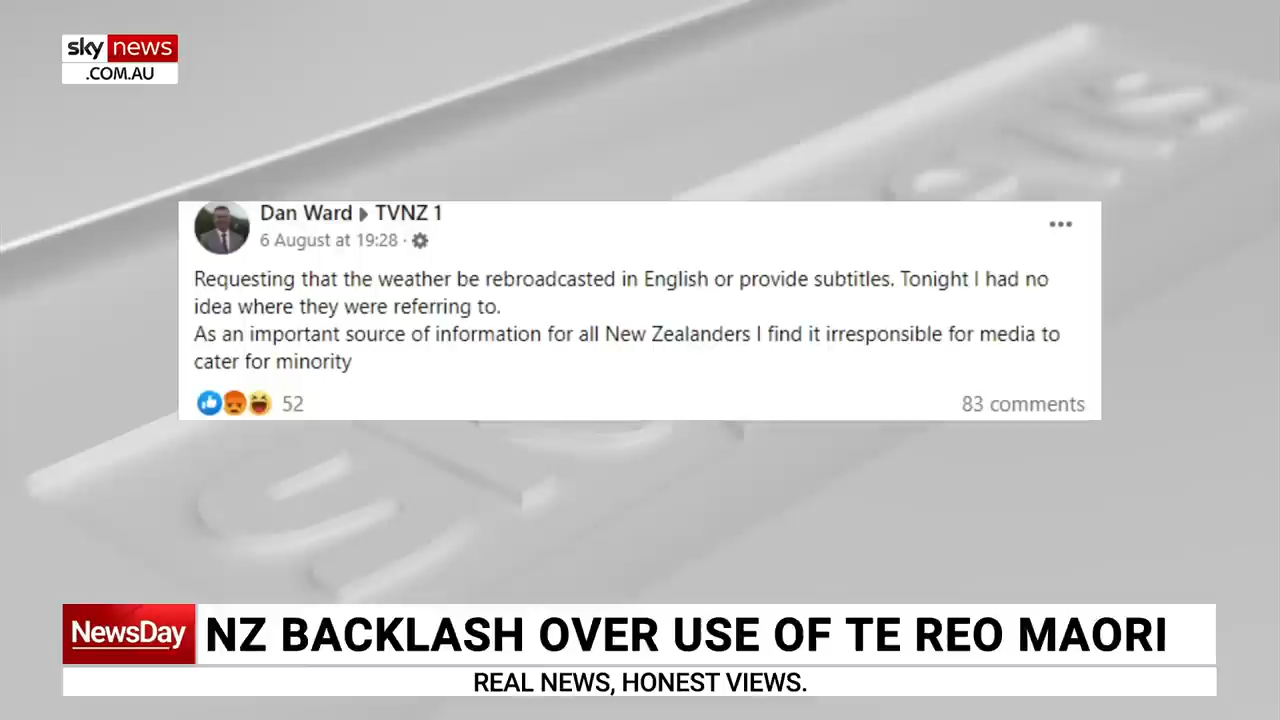 sky news
.COM.AU
Dan Ward TVNZ 1
6 August at 19:28 ·
Requesting that the weather be rebroadcasted in English or provide subtitles. Tonight I had no
idea where they were referring to.
As an important source of information for all New Zealanders I find it irresponsible for media to
cater for minority
52 83 comments
NewsDay NZ BACKLASH OVER USE OF TE REO MAORI
REAL NEWS, HONEST VIEWS.